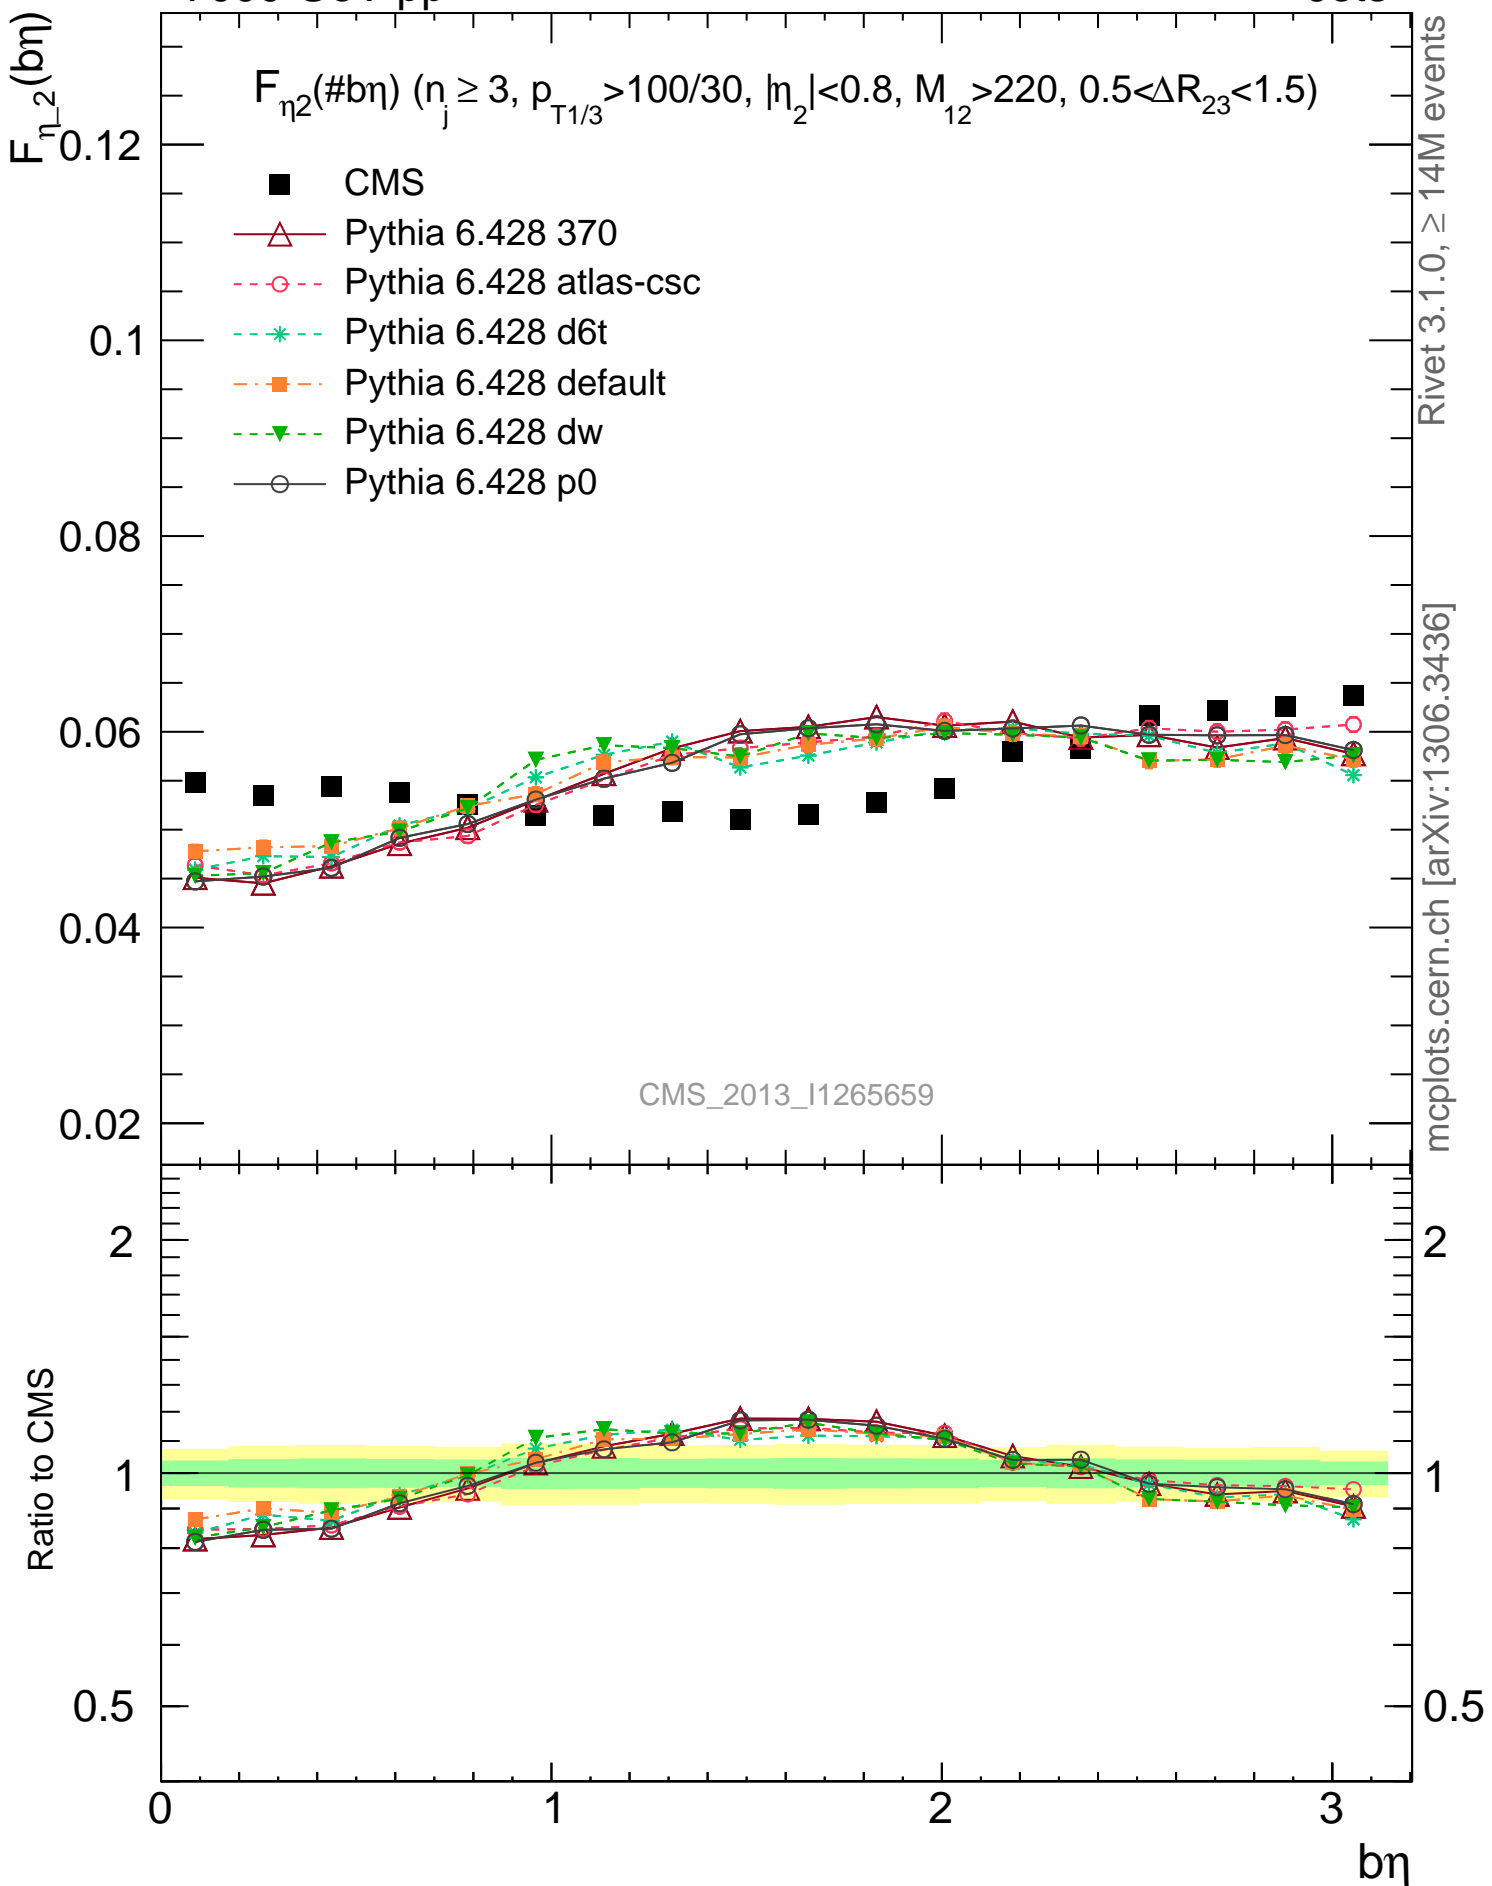 7000 GeV pp
Jets
F_η_2(bη)
F_η2(#bη) (n_j ≥ 3, p_T1/3>100/30, |η_2|<0.8, M_12>220, 0.5<ΔR_23<1.5)
CMS
Pythia 6.428 370
Pythia 6.428 atlas-csc
Pythia 6.428 d6t
Pythia 6.428 default
Pythia 6.428 dw
Pythia 6.428 p0
0.12
0.1
0.08
0.06
0.04
0.02
CMS_2013_I1265659
Rivet 3.1.0, ≥ 14M events
mcplots.cern.ch [arXiv:1306.3436]
Ratio to CMS
2
1
0.5
2
1
0.5
0
1
2
3
bη